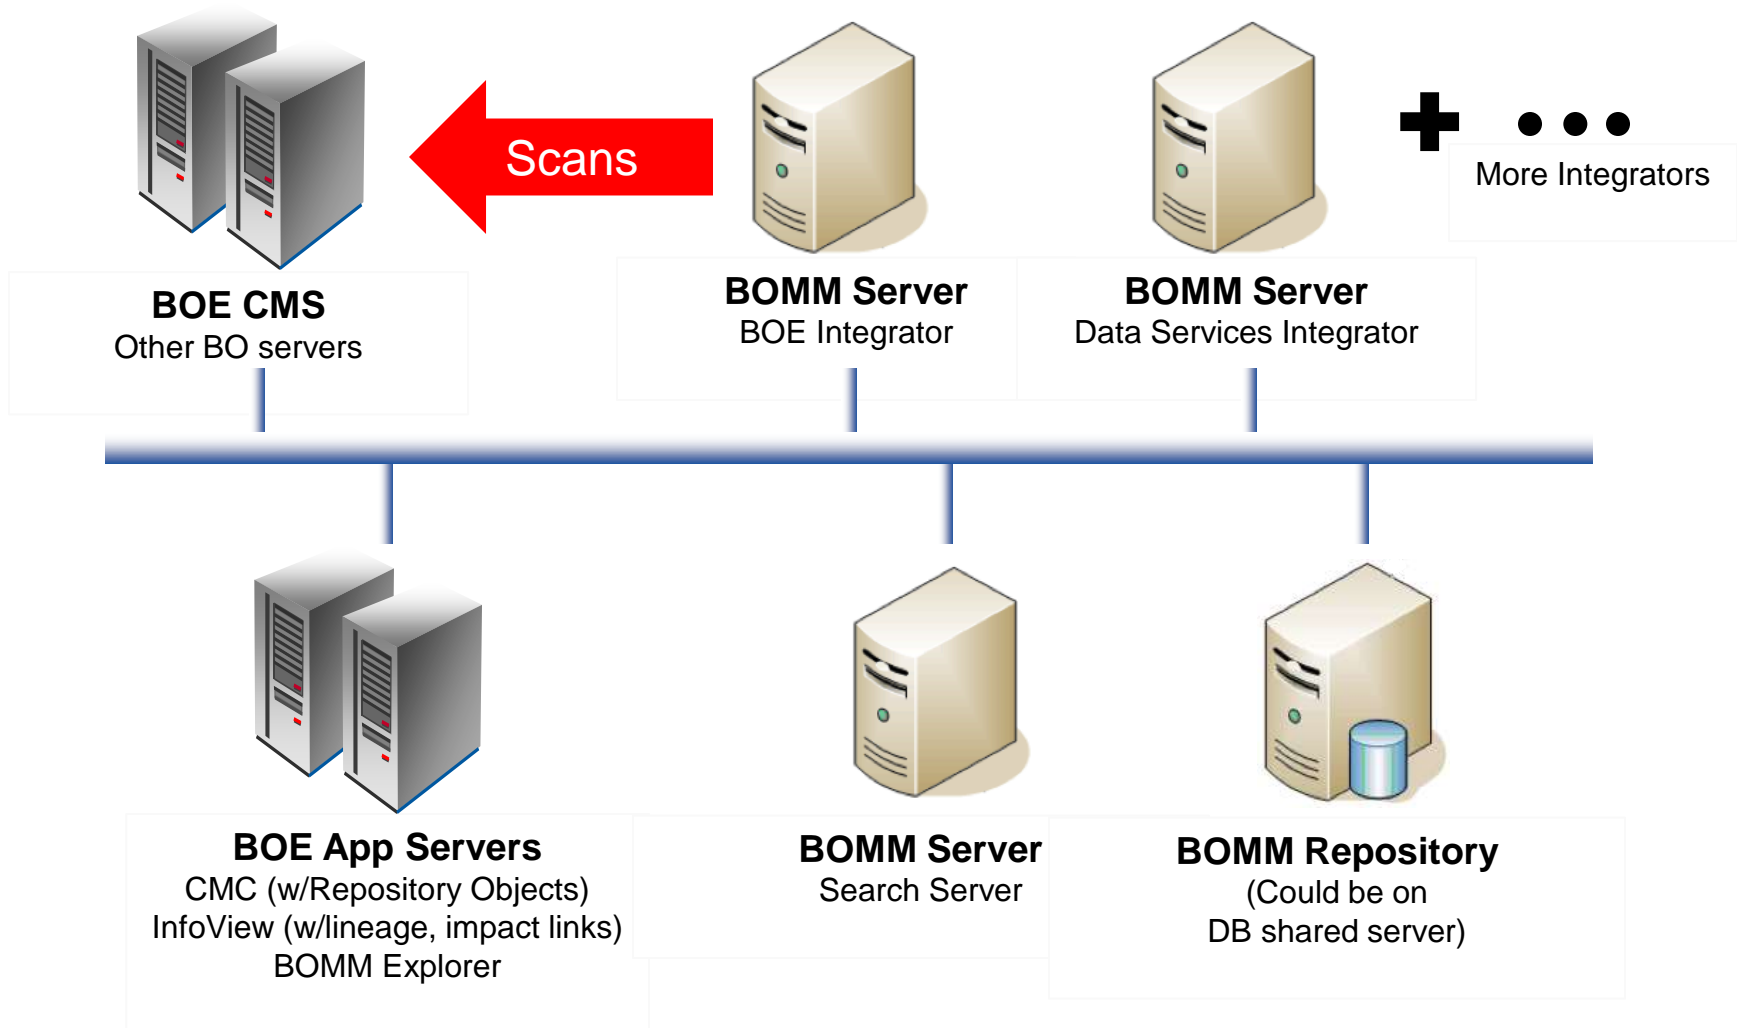 Scans
More Integrators
BOE CMS
Other BO servers
BOMM Server
BOE Integrator
BOMM Server
Data Services Integrator
BOE App Servers
CMC (w/Repository Objects)
InfoView (w/lineage, impact links)
BOMM Explorer
BOMM Server
Search Server
BOMM Repository
(Could be on
DB shared server)